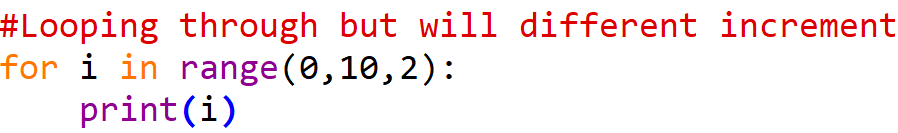 #Looping through but will different increment
for i in range(0,10,2):
    print(i)